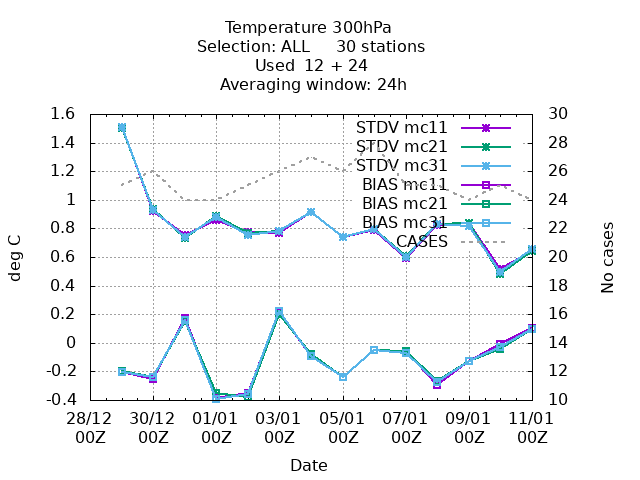 Temperature 300hPa
Selection: ALL     30 stations
Used  12 + 24
Averaging window: 24h
1.6
1.4
1.2
1
0.8
0.6
0.4
0.2
0
-0.2
-0.4
deg C
30
28
26
24
22
20
18
16
14
12
10
No cases
STDV mc11
STDV mc21
STDV mc31
BIAS mc11
BIAS mc21
BIAS mc31
CASES
28/12 30/12 01/01 03/01 05/01 07/01 09/01 11/01
00Z 00Z 00Z 00Z 00Z 00Z 00Z 00Z
Date